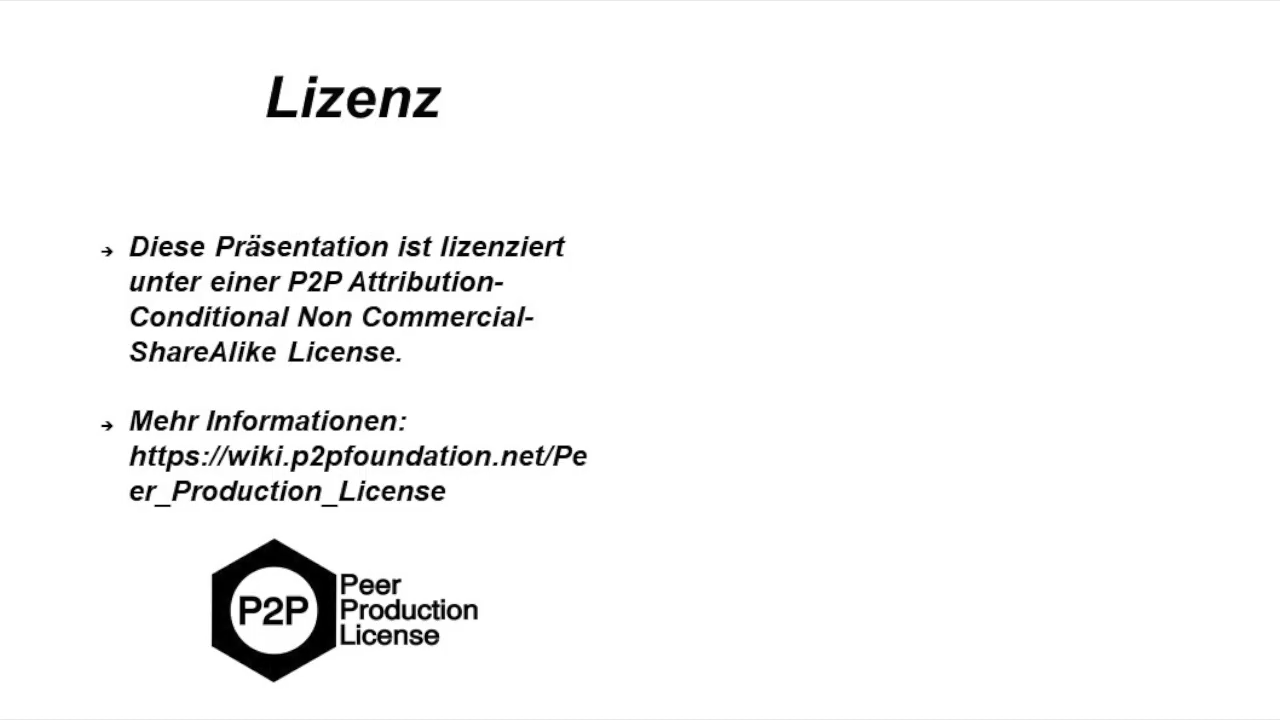 Lizenz
➔ Diese Präsentation ist lizenziert
unter einer P2P Attribution-
Conditional Non Commercial-
ShareAlike License.
➔ Mehr Informationen:
https://wiki.p2pfoundation.net/Pe
er_Production_License
P2P
Peer
Production
License